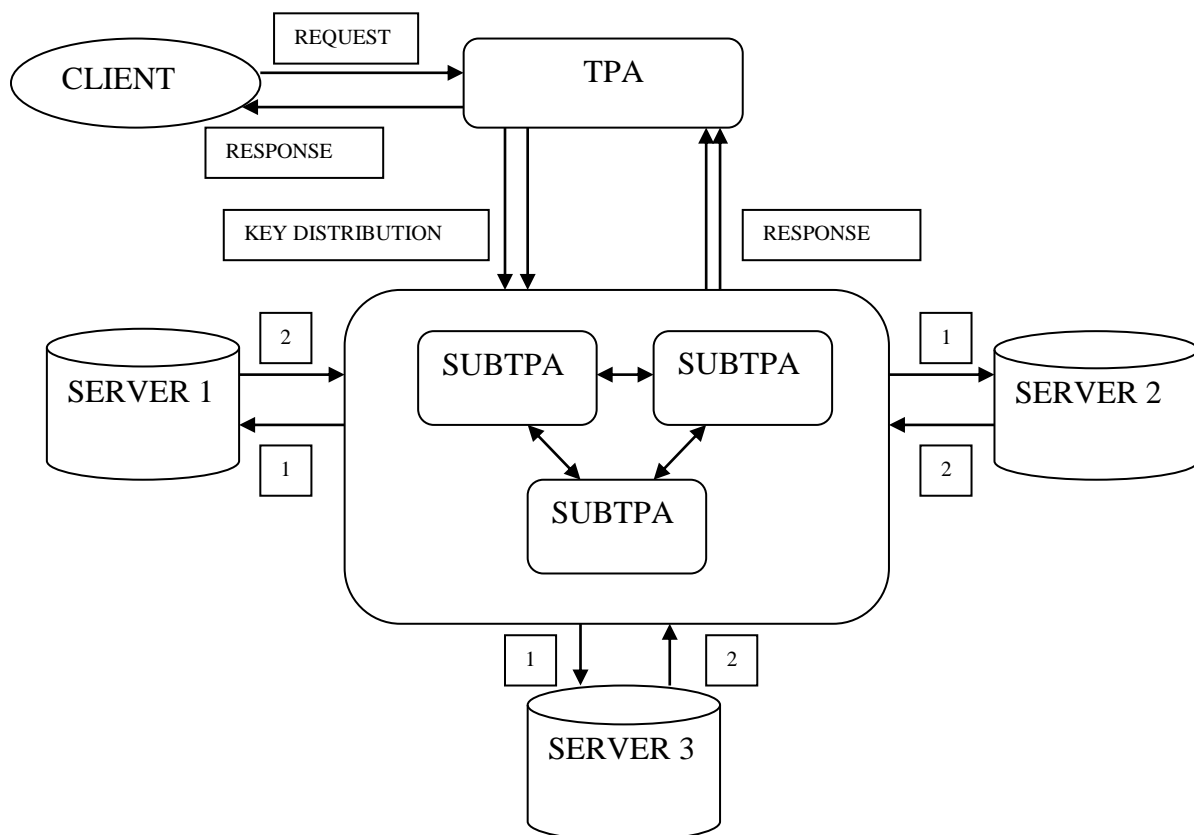 REQUEST
CLIENT
TPA
RESPONSE
KEY DISTRIBUTION
RESPONSE
2
1
SUBTPA
SUBTPA
SERVER 1
SERVER 2
1
2
SUBTPA
1
2
SERVER 3